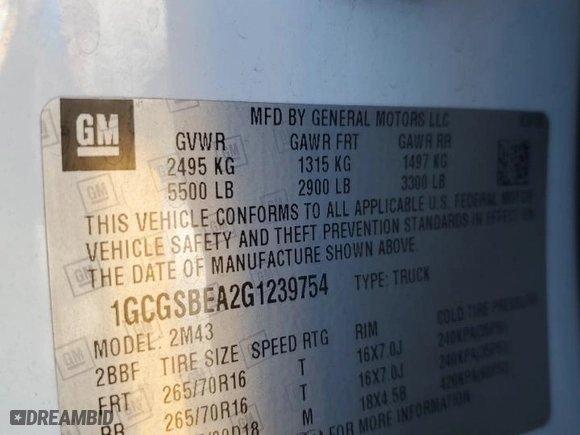 GM
MFD BY GENERAL MOTORS LLC
GVWR GAWR FRT GAWR RR
2495 KG 1315 KG 1497 KG
5500 LB 2900 LB 3300 LB
THIS VEHICLE CONFORMS TO ALL APPLICABLE U.S. FEDERAL MOTOR
VEHICLE SAFETY AND THEFT PREVENTION STANDARDS IN EFFECT ON
THE DATE OF MANUFACTURE SHOWN ABOVE.
1GCGSBEA2G1239754 TYPE: TRUCK
MODEL: 2M43
2BBF TIRE SIZE SPEED RTG RIM COLD TIRE PRESSURE
FRT 265/70R16 T 16X7.0J 240KPA(35PSI)
RR 265/70R16 T 16X7.0J 240KPA(35PSI)
M 18X4.5B
FOR MORE INFORMATION
DREAMBID